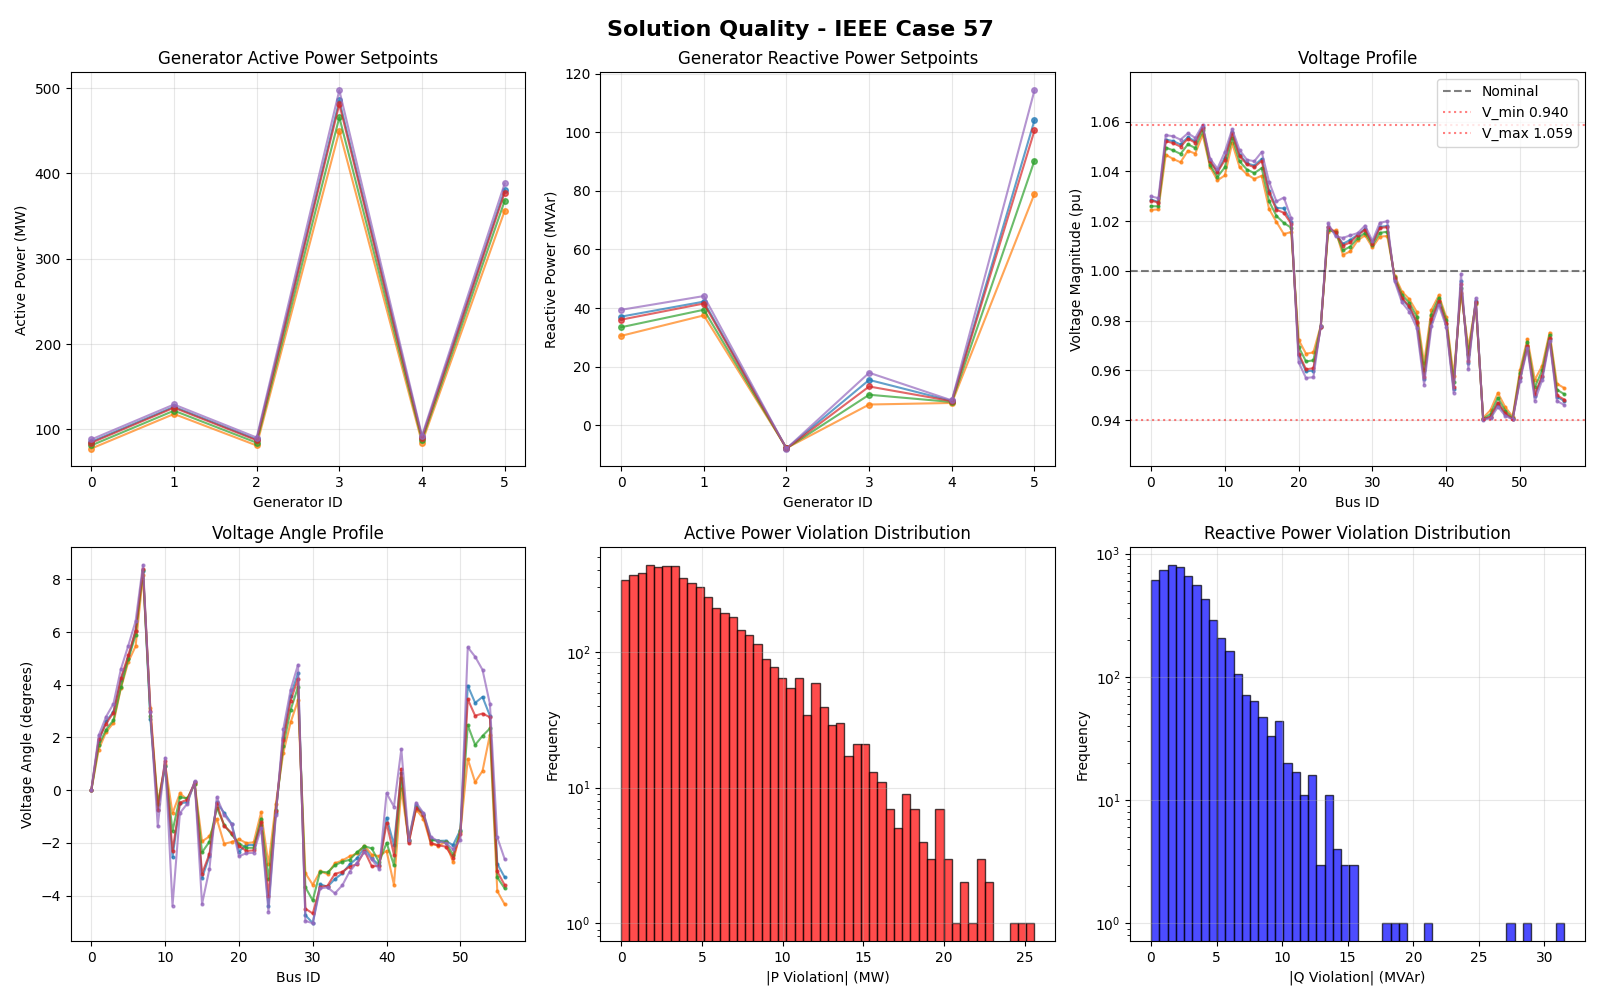 Solution Quality - IEEE Case 57
Generator Active Power Setpoints
Active Power (MW)
500
400
300
200
100
0 1 2 3 4 5
Generator ID
Generator Reactive Power Setpoints
Reactive Power (MVAr)
120
100
80
60
40
20
0
0 1 2 3 4 5
Generator ID
Voltage Profile
Voltage Magnitude (pu)
Nominal
V_min 0.940
V_max 1.059
1.06
1.04
1.02
1.00
0.98
0.96
0.94
0 10 20 30 40 50
Bus ID
Voltage Angle Profile
Voltage Angle (degrees)
8
6
4
2
0
−2
−4
0 10 20 30 40 50
Bus ID
Active Power Violation Distribution
Frequency
10²
10¹
10⁰
0 5 10 15 20 25
|P Violation| (MW)
Reactive Power Violation Distribution
Frequency
10³
10²
10¹
10⁰
0 5 10 15 20 25 30
|Q Violation| (MVAr)